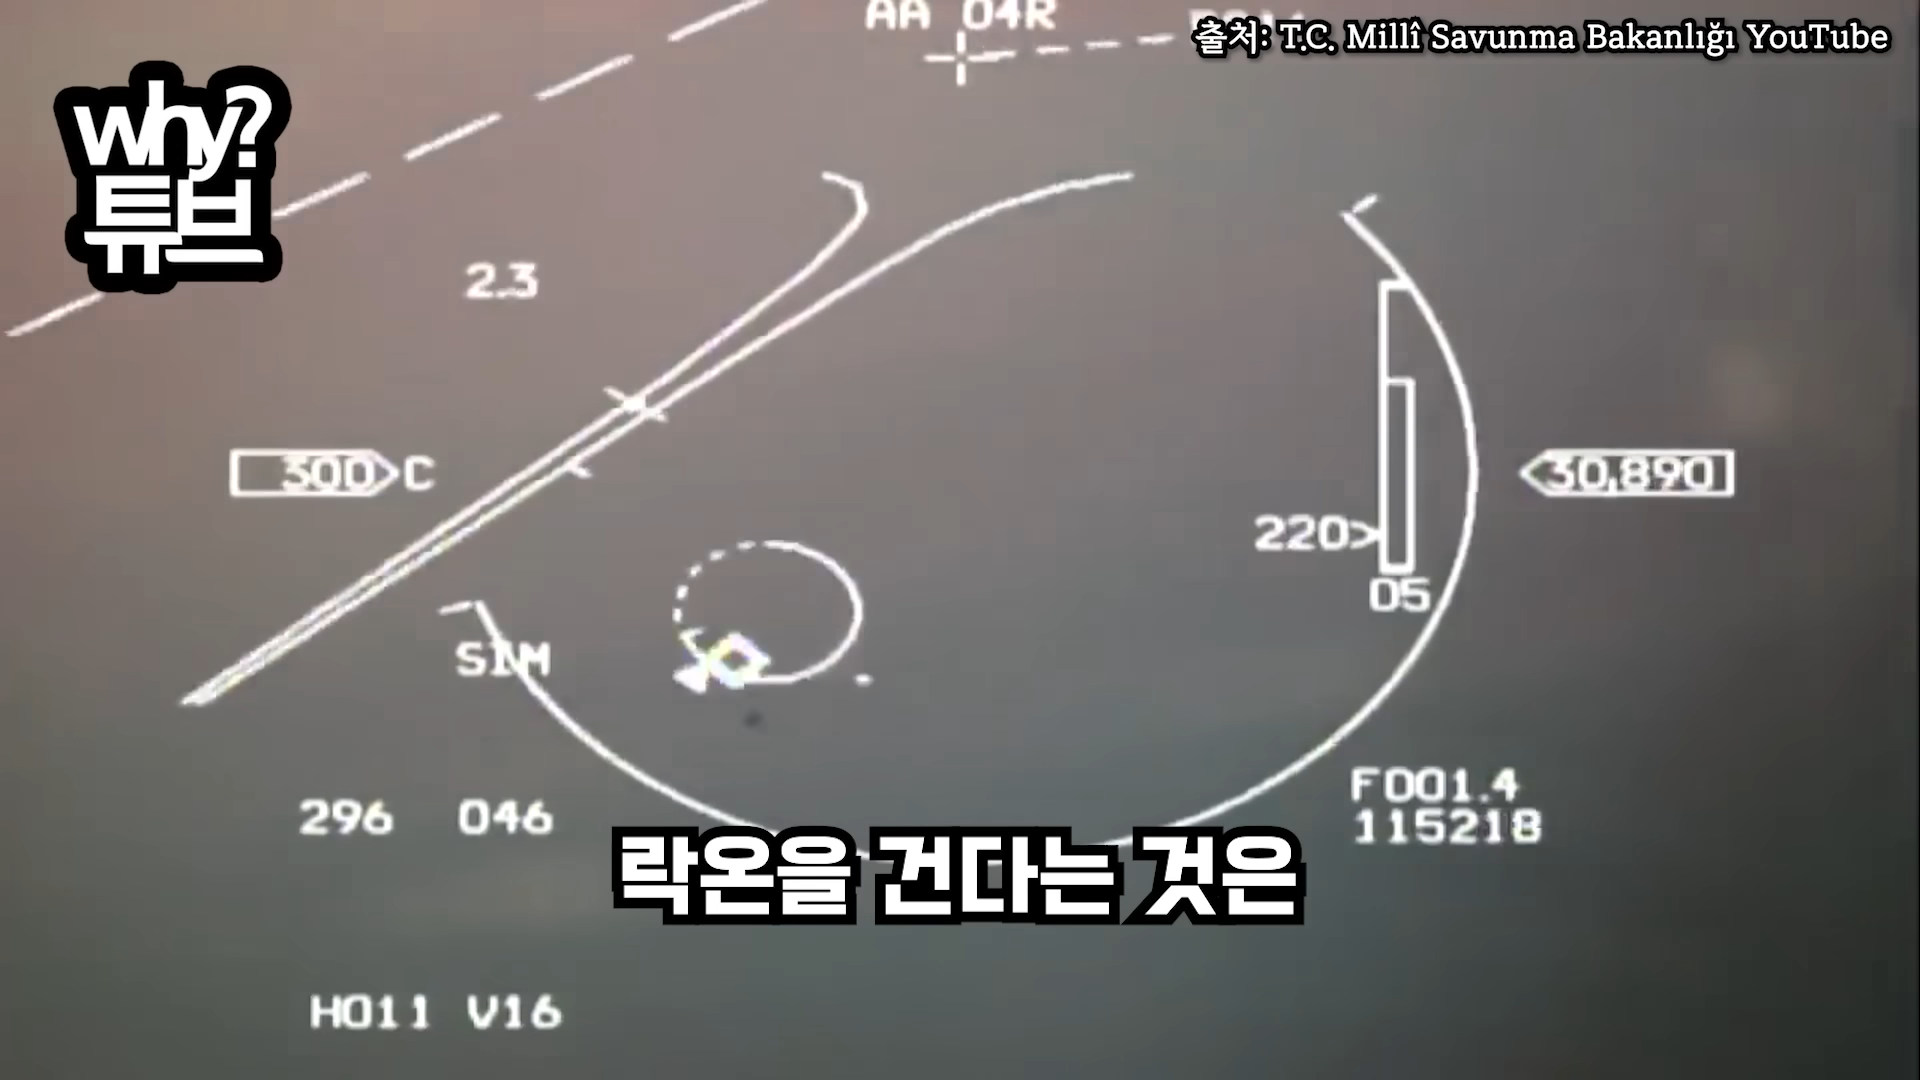 AA 04R
출처: T.C. Millî Savunma Bakanlığı YouTube
why?
튜브
2.3
300 C
30,890
220
05
SIM
F001.4
296 046
115218
락온을 건다는 것은
H011 V16